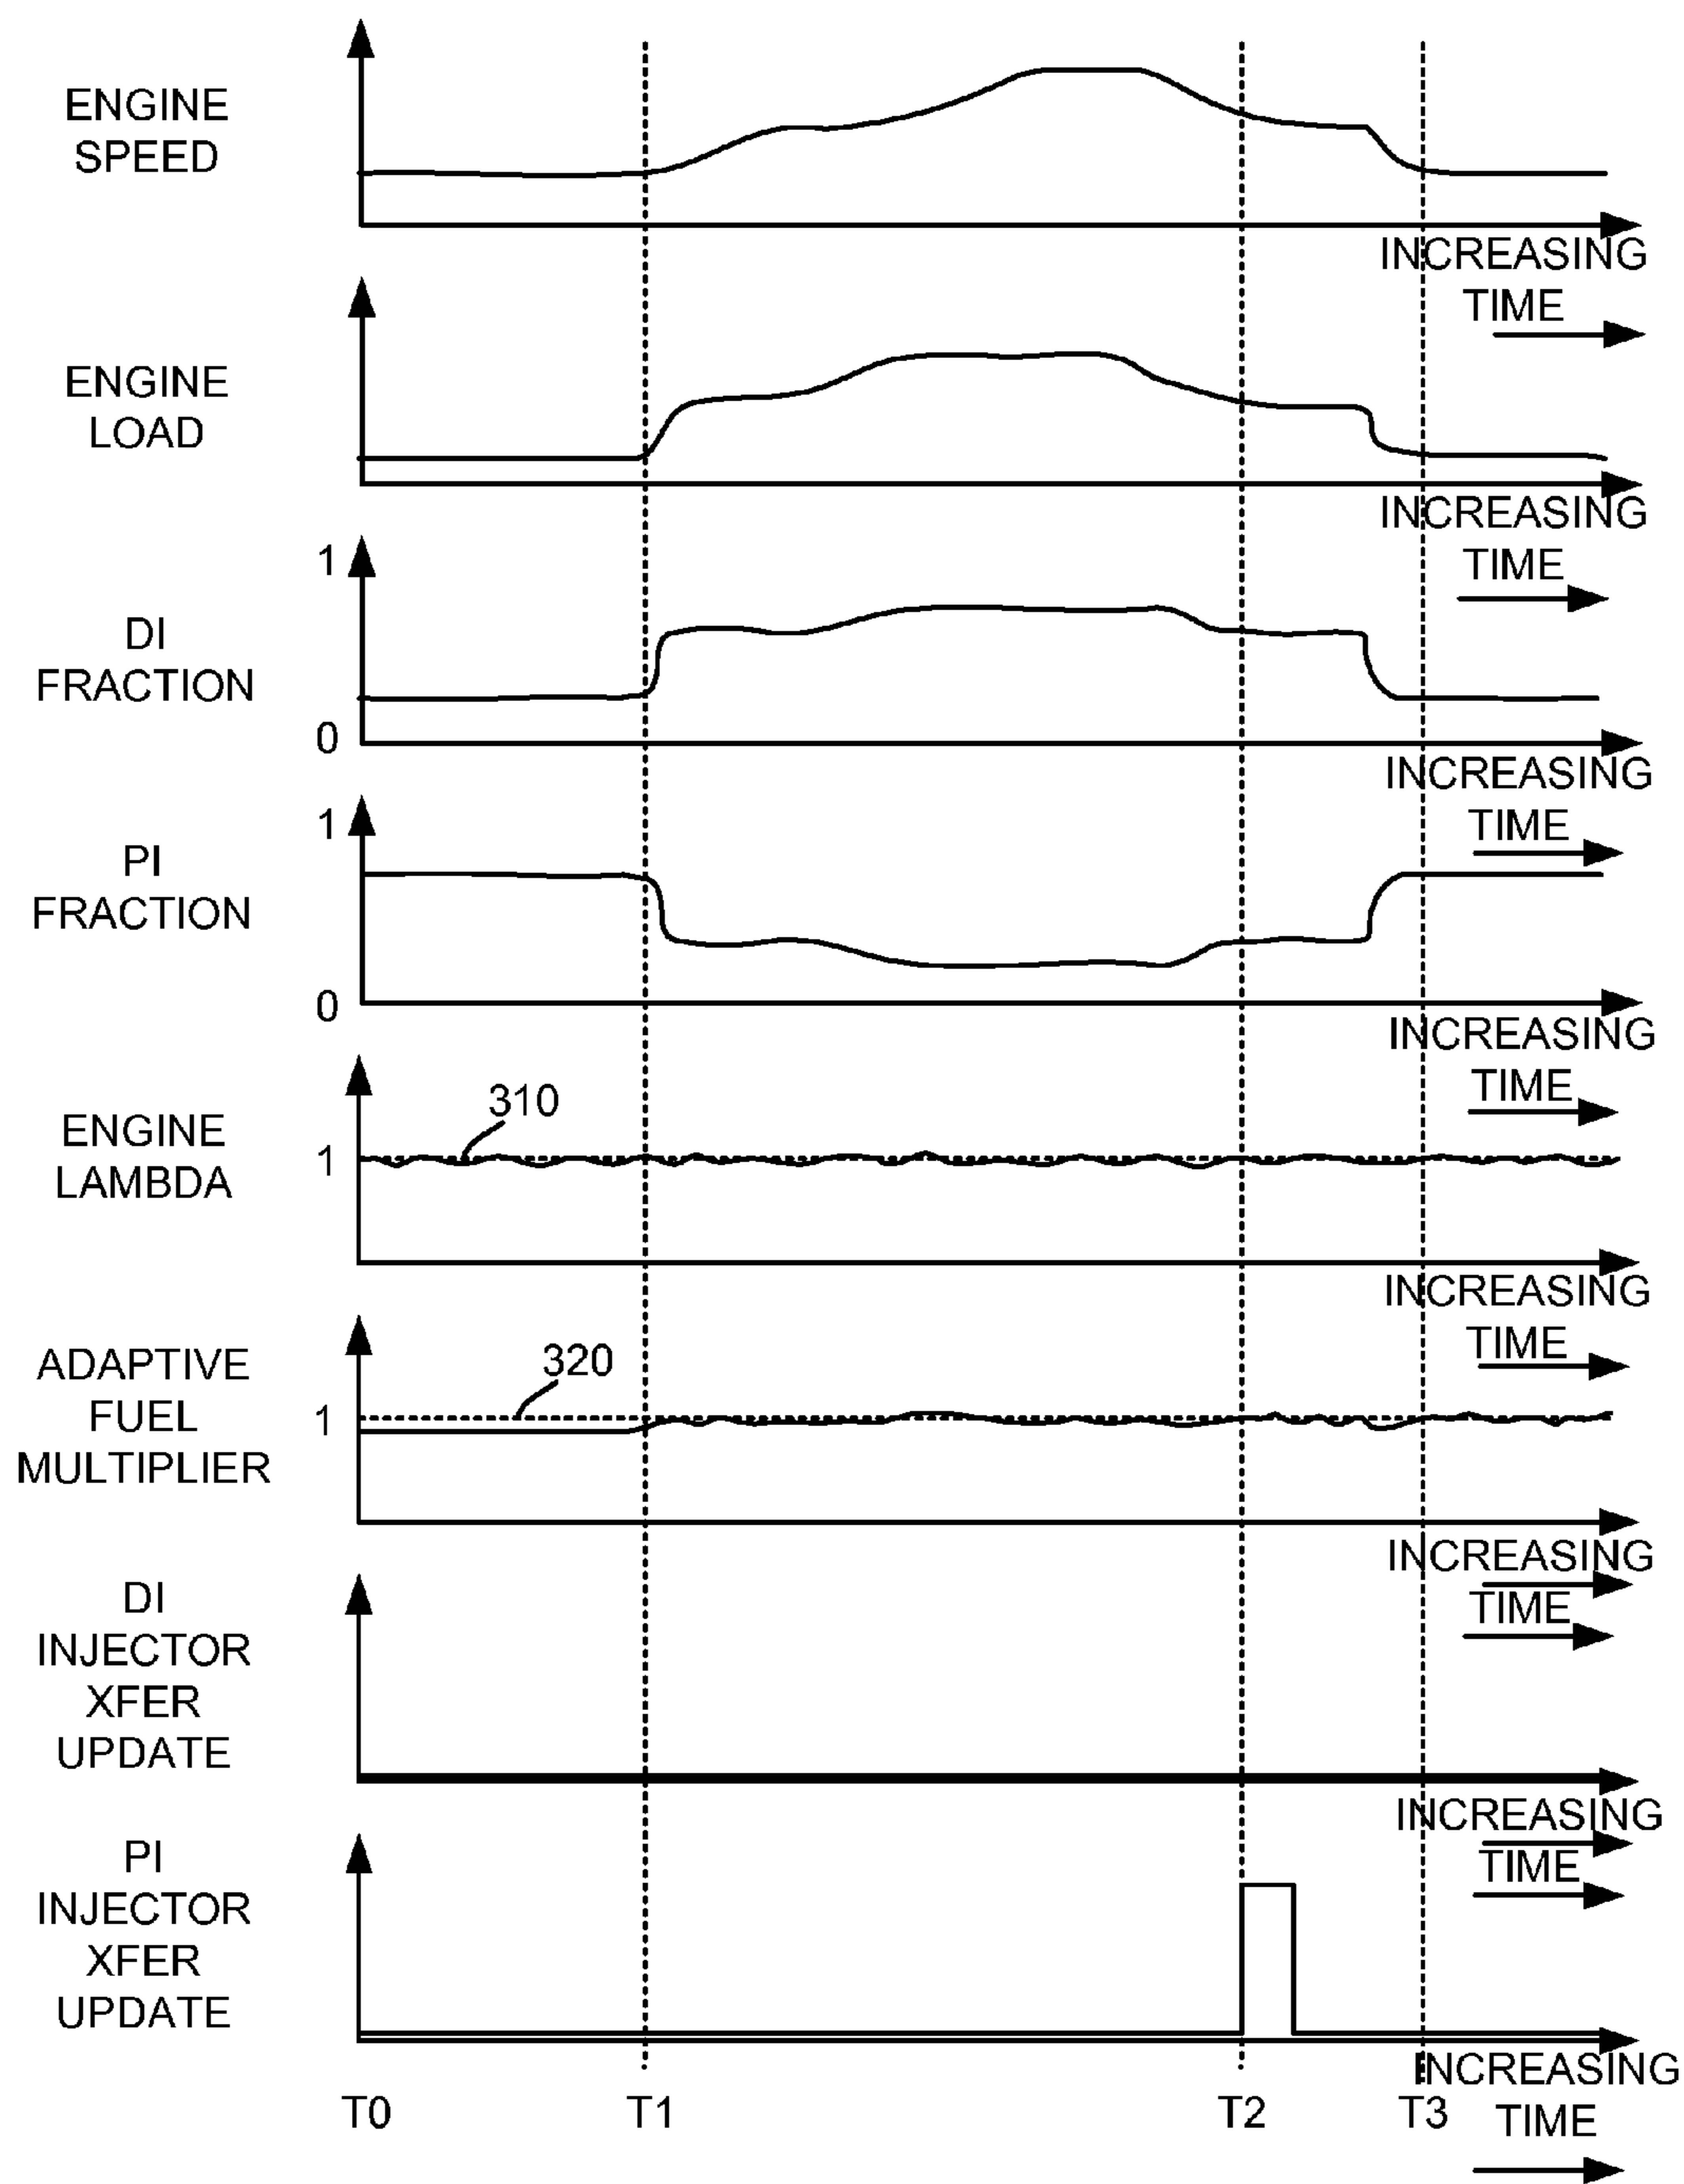 ENGINE
SPEED
INCREASING
TIME
ENGINE
LOAD
INCREASING
TIME
1
DI
FRACTION
0
INCREASING
TIME
1
PI
FRACTION
0
INCREASING
TIME
310
ENGINE
LAMBDA
1
INCREASING
TIME
320
ADAPTIVE
FUEL
MULTIPLIER
1
INCREASING
TIME
DI
INJECTOR
XFER
UPDATE
INCREASING
TIME
PI
INJECTOR
XFER
UPDATE
INCREASING
TIME
T0
T1
T2
T3